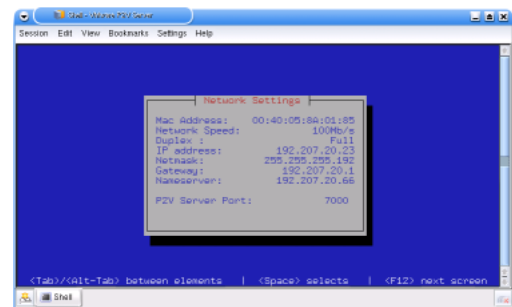 Shell -
Session Edit View Bookmarks Settings Help
Network Settings
Mac Address: 00:40:05:8A:01:85
Network Speed: 100Mb/s
Duplex : Full
IP address: 192.207.20.23
Netmask: 255.255.255.192
Gateway: 192.207.20.1
Nameserver: 192.207.20.66
P2V Server Port: 7000
<Tab>/<Alt-Tab> between elements | <Space> selects | <F12> next screen
Shell